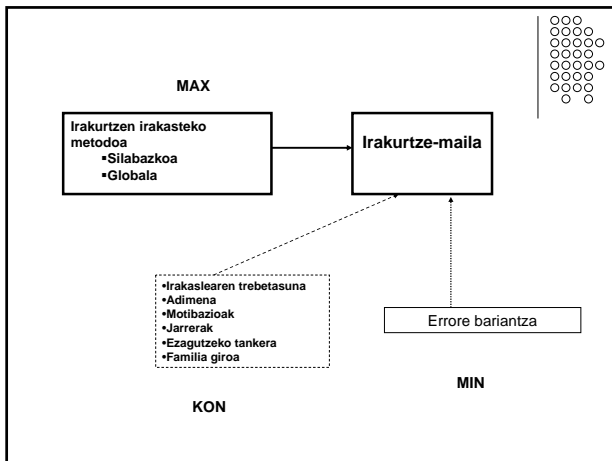 MAX
Irakurtzen irakasteko
metodoa
▪Silabazkoa
▪Globala
Irakurtze-maila
•Irakaslearen trebetasuna
•Adimena
•Motibazioak
•Jarrerak
•Ezagutzeko tankera
•Familia giroa
Errore bariantza
KON
MIN